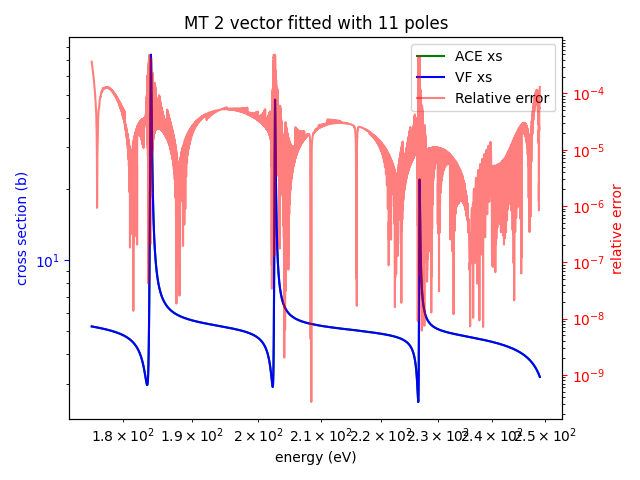 MT 2 vector fitted with 11 poles
ACE xs
VF xs
Relative error
cross section (b)
10¹
10⁻⁴
10⁻⁵
10⁻⁶
10⁻⁷
10⁻⁸
10⁻⁹
relative error
1.8 × 10² 1.9 × 10² 2 × 10² 2.1 × 10² 2.2 × 10² 2.3 × 10² 2.4 × 10² 2.5 × 10²
energy (eV)